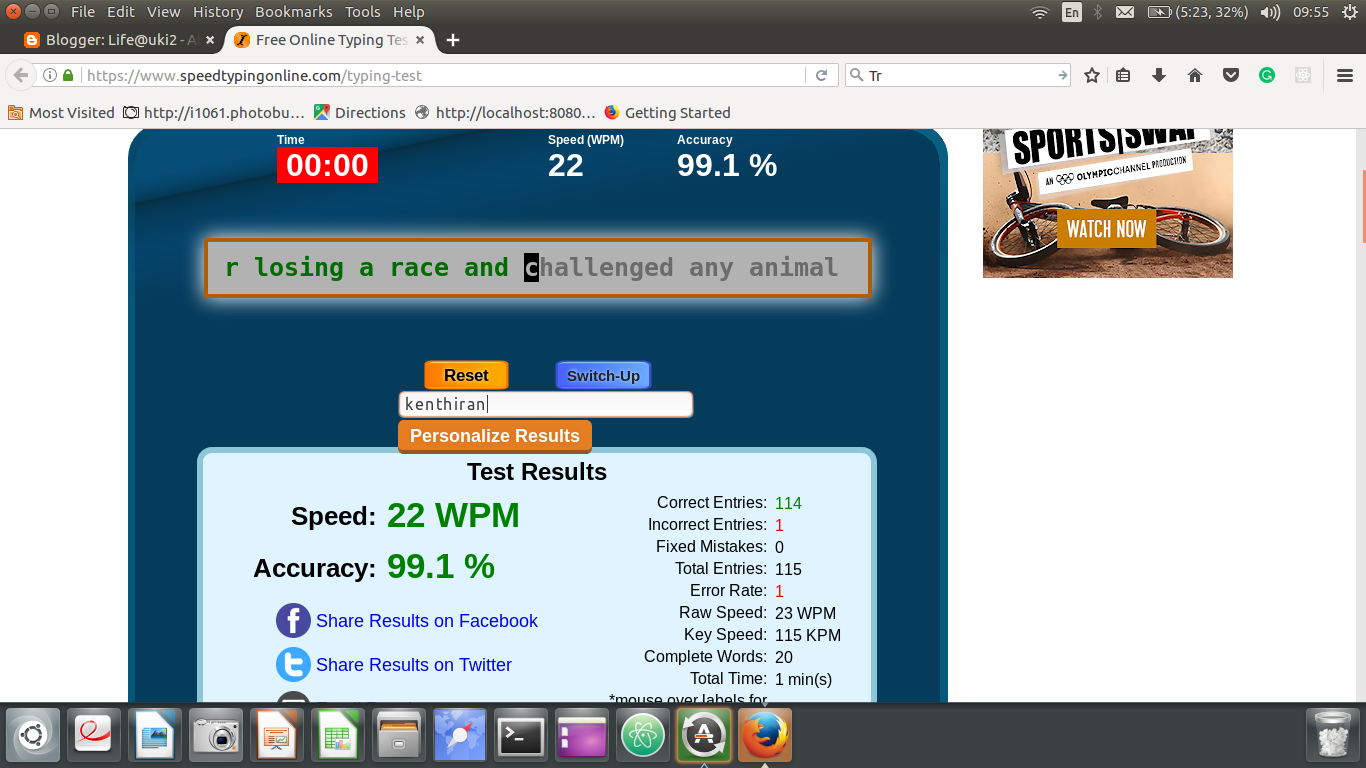 File Edit View History Bookmarks Tools Help
En (5:23, 32%) 09:55
Blogger: Life@uki2 - A × Free Online Typing Tes × +
https://www.speedtypingonline.com/typing-test Tr
Most Visited http://i1061.photobu... Directions http://localhost:8080... Getting Started
Time Speed (WPM) Accuracy
00:00 22 99.1 %
r losing a race and challenged any animal
SPORTS|SWAP
AN OLYMPIC CHANNEL PRODUCTION
WATCH NOW
Reset Switch-Up
kenthiran
Personalize Results
Test Results
Speed: 22 WPM
Accuracy: 99.1 %
Share Results on Facebook
Share Results on Twitter
Correct Entries: 114
Incorrect Entries: 1
Fixed Mistakes: 0
Total Entries: 115
Error Rate: 1
Raw Speed: 23 WPM
Key Speed: 115 KPM
Complete Words: 20
Total Time: 1 min(s)
*mouse over labels for